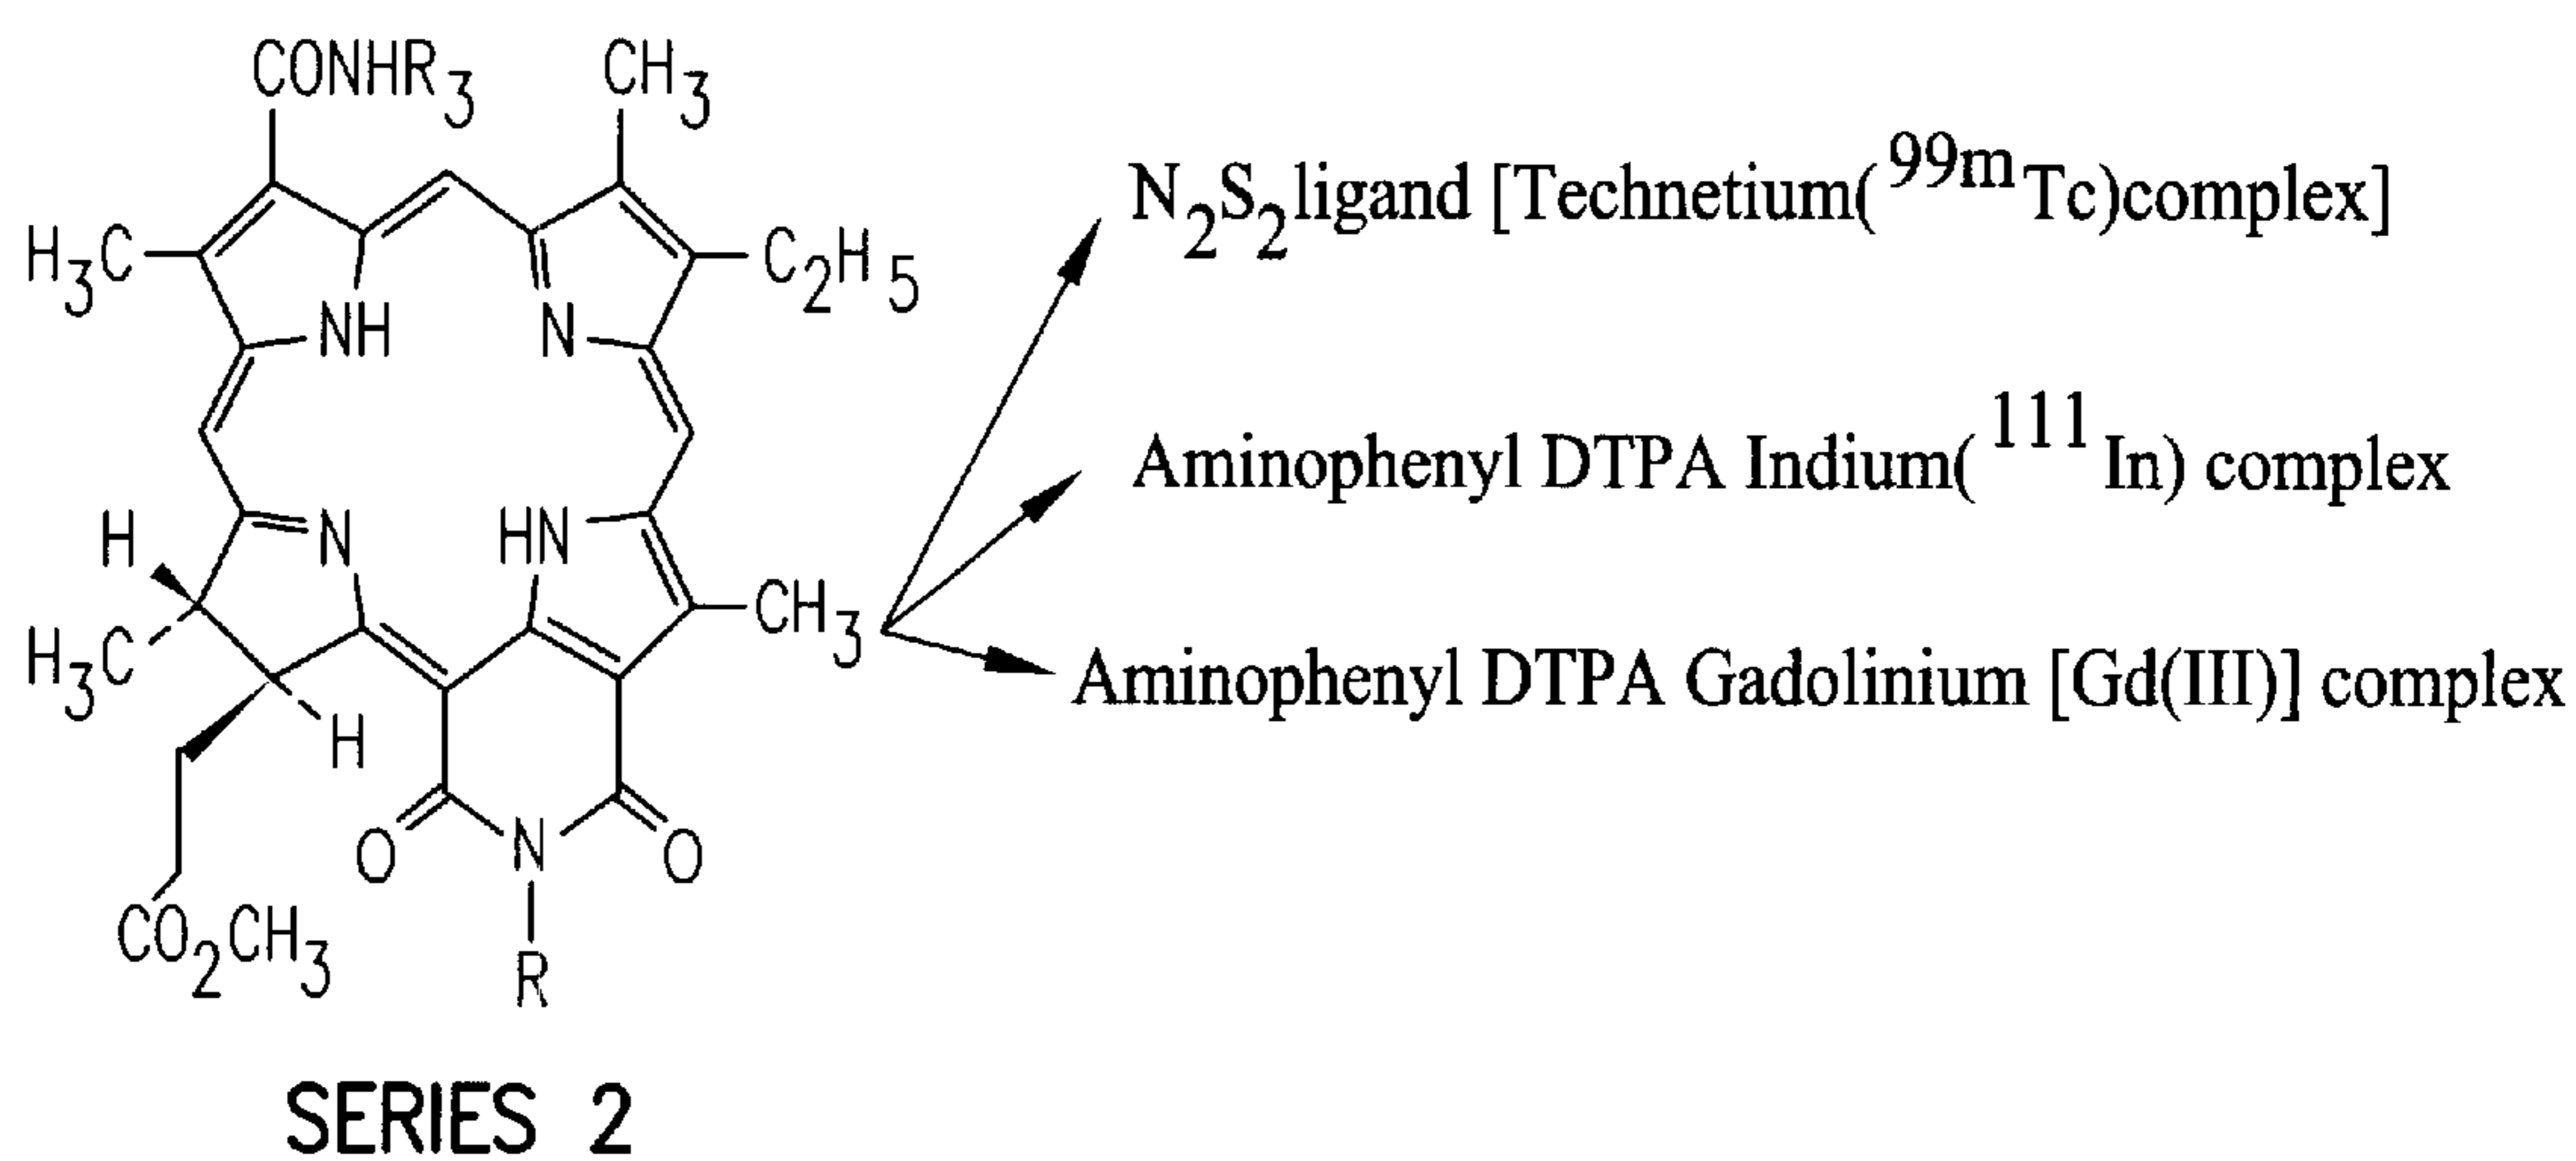 CONHR3
CH3
H3C
C2H5
NH
N
N
HN
H
H3C
CH3
H
O
N
O
CO2CH3
R
N2S2ligand [Technetium(99mTc)complex]
Aminophenyl DTPA Indium(111In) complex
Aminophenyl DTPA Gadolinium [Gd(III)] complex
SERIES 2